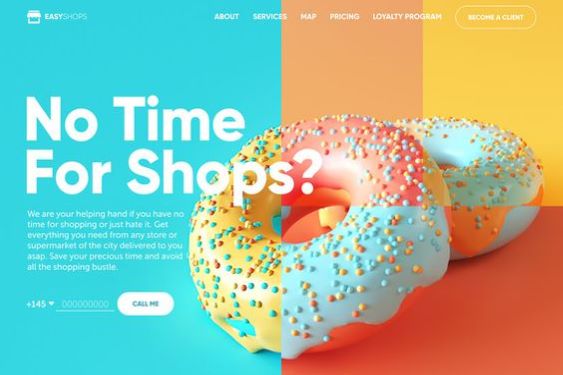 EASYSHOPS
ABOUT SERVICES MAP PRICING LOYALTY PROGRAM
BECOME A CLIENT
No Time
For Shops?
We are your helping hand if you have no
time for shopping or just hate it. Get
everything you need from any store or
supermarket of the city delivered to you
asap. Save your precious time and avoid
all the shopping bustle.
+145 000000000
CALL ME